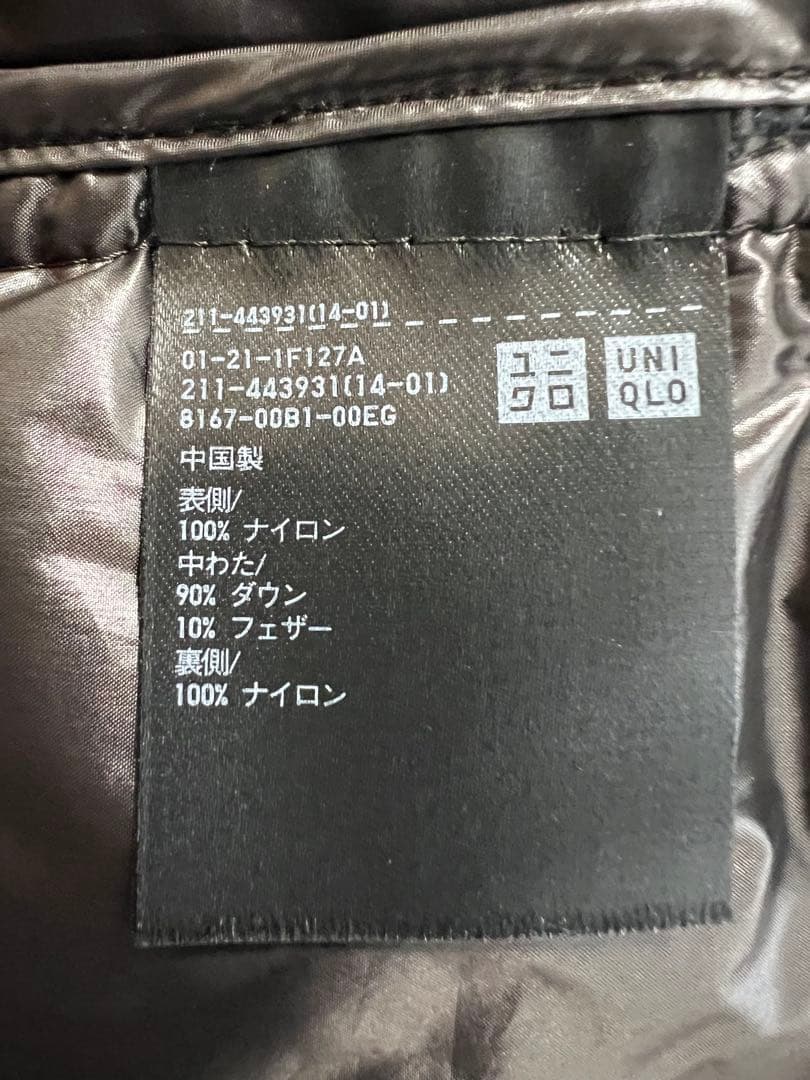 211-443931(14-01)
01-21-1F127A
211-443931(14-01)
8167-00B1-00EG
ユニ
クロ
UNI
QLO
中国製
表側/
100% ナイロン
中わた/
90% ダウン
10% フェザー
裏側/
100% ナイロン